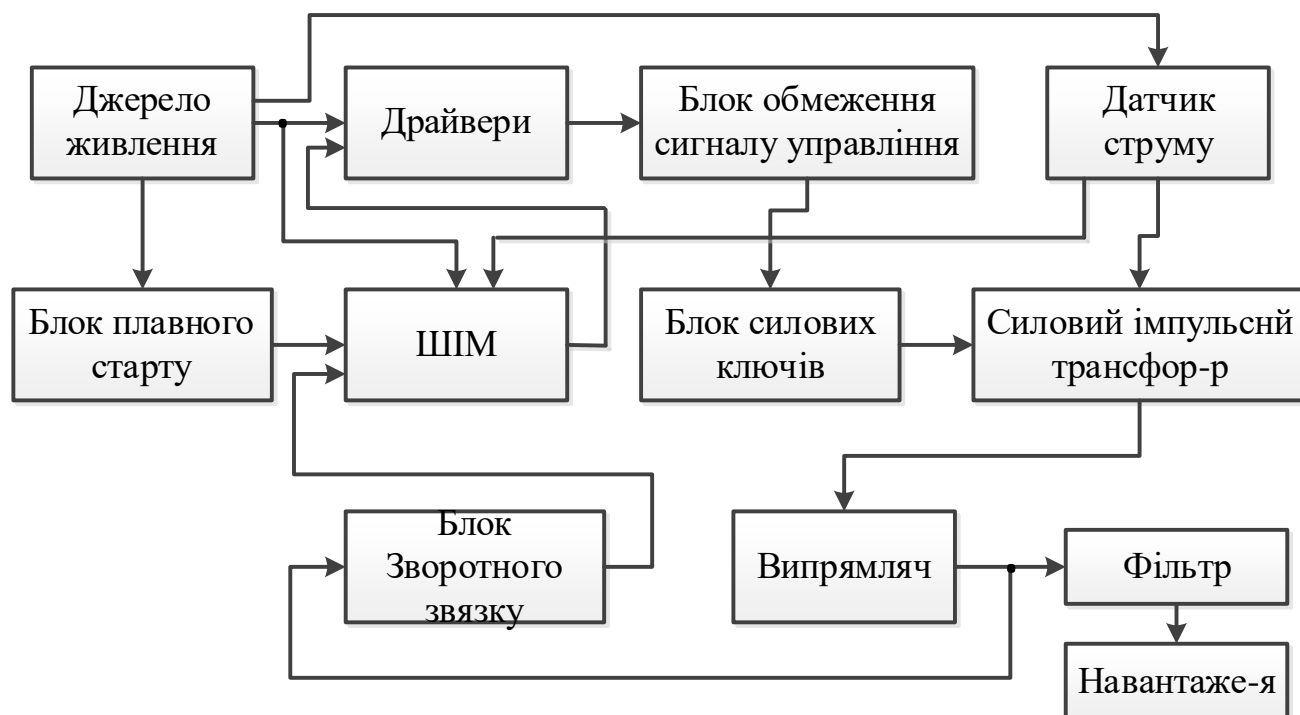 Джерело
живлення
Драйвери
Блок обмеження
сигналу управління
Датчик
струму
Блок плавного
старту
ШІМ
Блок силових
ключів
Силовий імпульснй
трансфор-р
Блок
Зворотного
звязку
Випрямляч
Фільтр
Навантаже-я